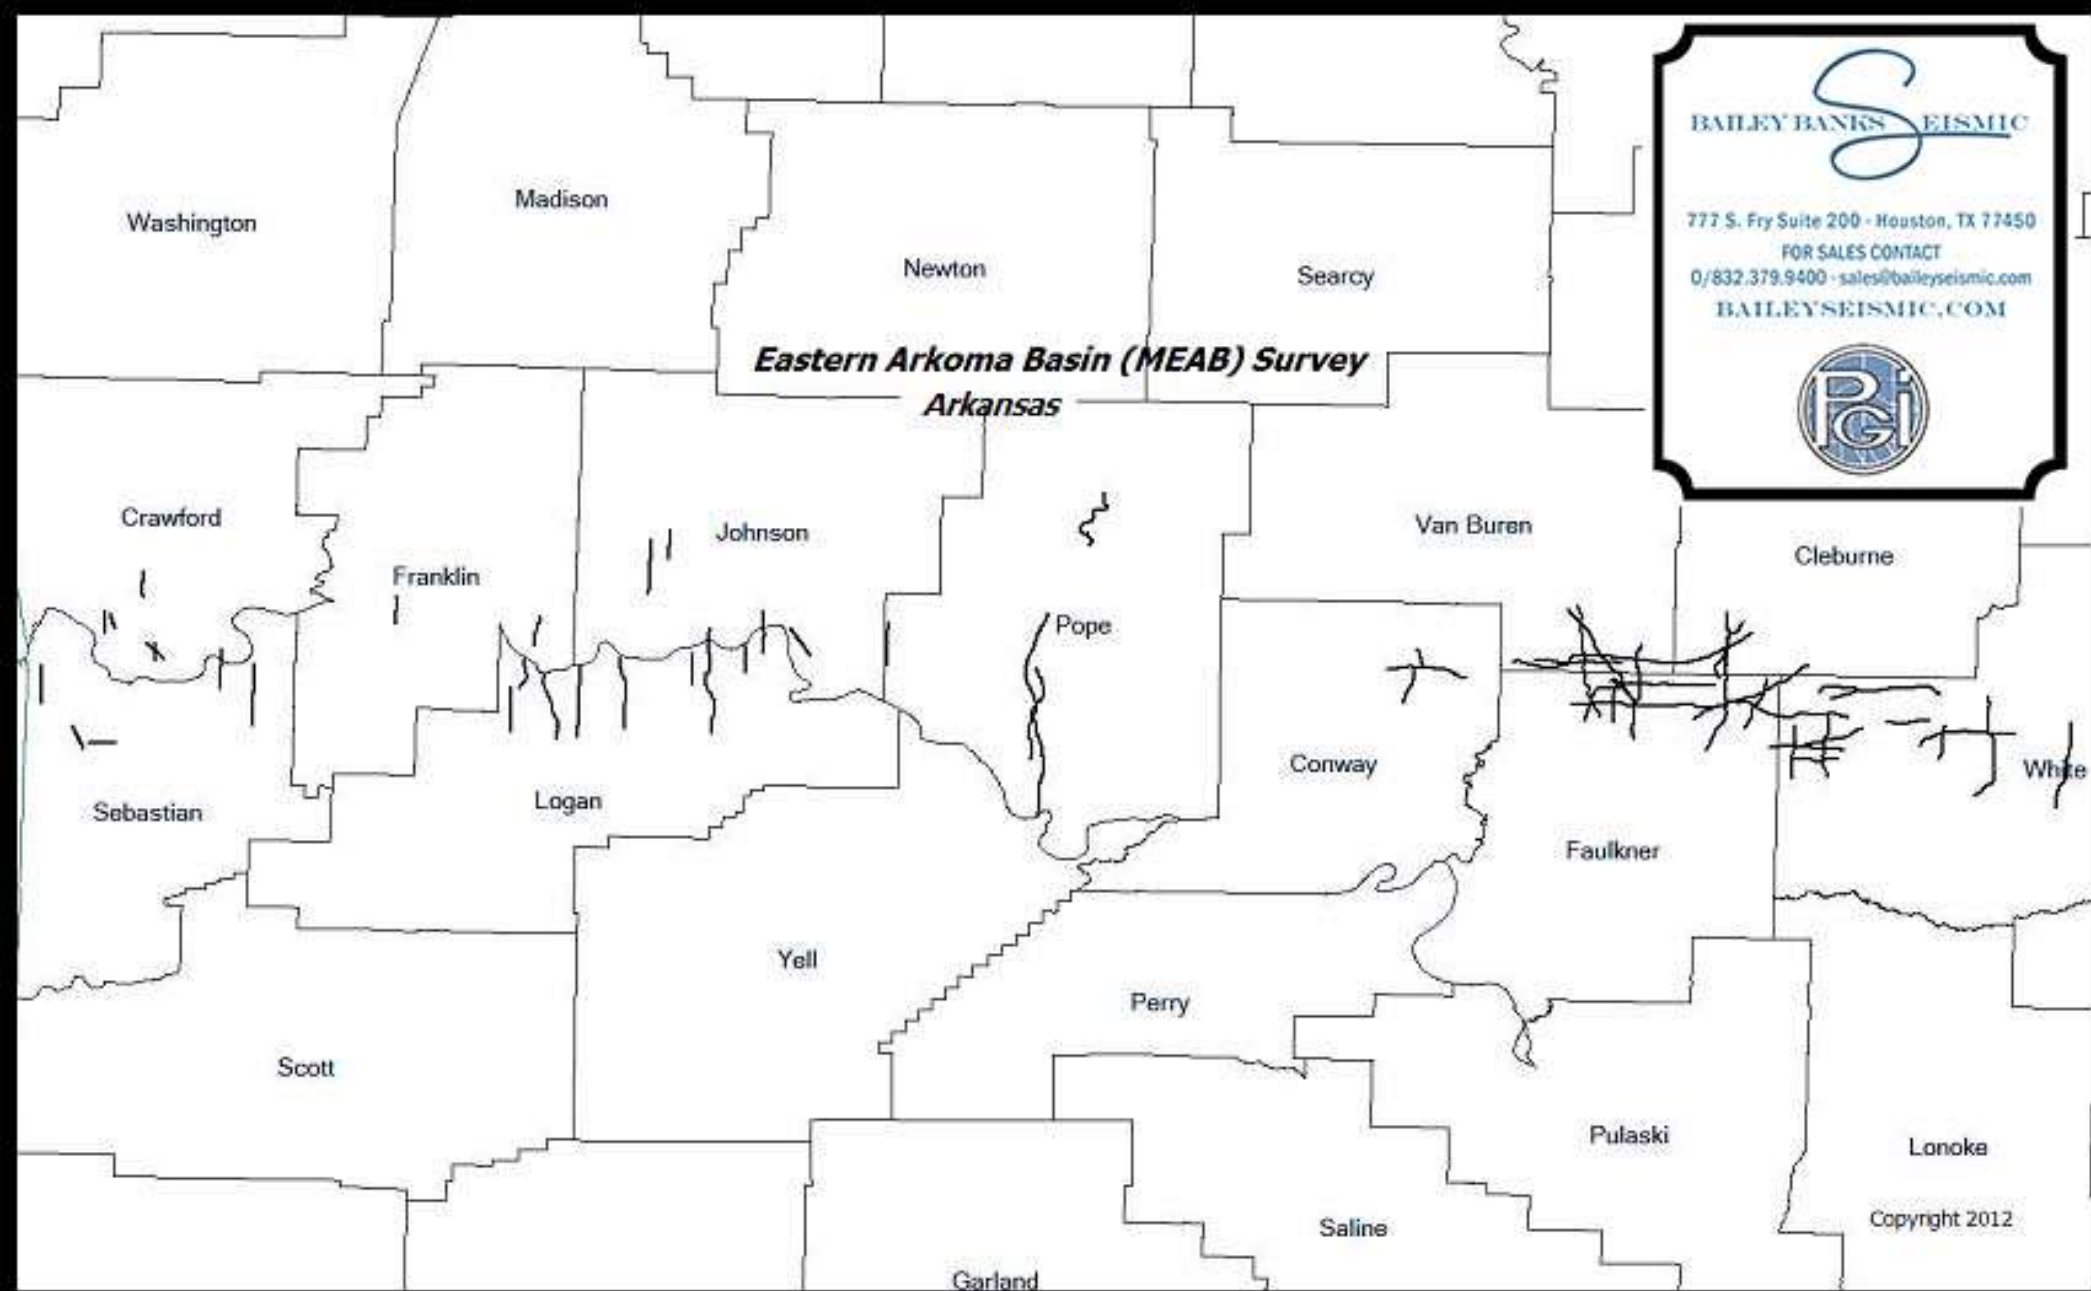 BAILEY BANKS SEISMIC
777 S. Fry Suite 200 - Houston, TX 77450
FOR SALES CONTACT
O/832.379.9400 - sales@baileyseismic.com
BAILEYSEISMIC.COM
PGI
Washington
Madison
Newton
Searcy
Eastern Arkoma Basin (MEAB) Survey
Arkansas
Crawford
Franklin
Johnson
Pope
Van Buren
Cleburne
Sebastian
Logan
Conway
Faulkner
White
Yell
Perry
Scott
Pulaski
Lonoke
Saline
Garland
Copyright 2012